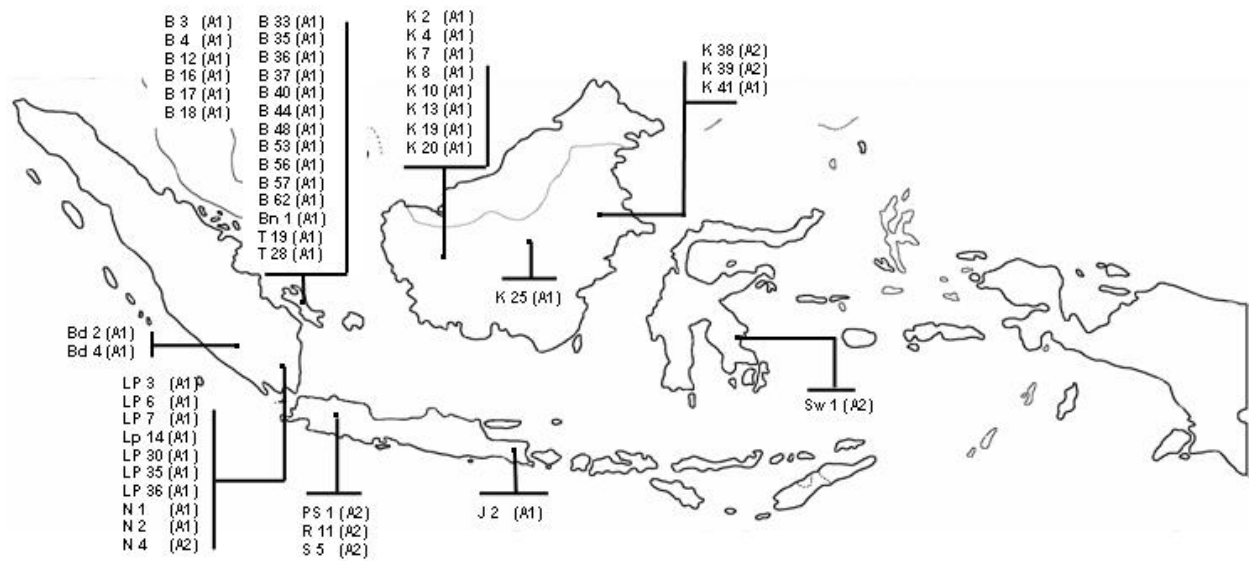 B 3 (A1)
B 4 (A1)
B 12 (A1)
B 16 (A1)
B 17 (A1)
B 18 (A1)
B 33 (A1)
B 35 (A1)
B 36 (A1)
B 37 (A1)
B 40 (A1)
B 44 (A1)
B 48 (A1)
B 53 (A1)
B 56 (A1)
B 57 (A1)
B 62 (A1)
Bn 1 (A1)
T 19 (A1)
T 28 (A1)
K 2 (A1)
K 4 (A1)
K 7 (A1)
K 8 (A1)
K 10 (A1)
K 13 (A1)
K 19 (A1)
K 20 (A1)
K 38 (A2)
K 39 (A2)
K 41 (A1)
K 25 (A1)
Bd 2 (A1)
Bd 4 (A1)
LP 3 (A1)
LP 6 (A1)
LP 7 (A1)
Lp 14 (A1)
LP 30 (A1)
LP 35 (A1)
LP 36 (A1)
N 1 (A1)
N 2 (A1)
N 4 (A2)
PS 1 (A2)
R 11 (A2)
S 5 (A2)
J 2 (A1)
Sw 1 (A2)